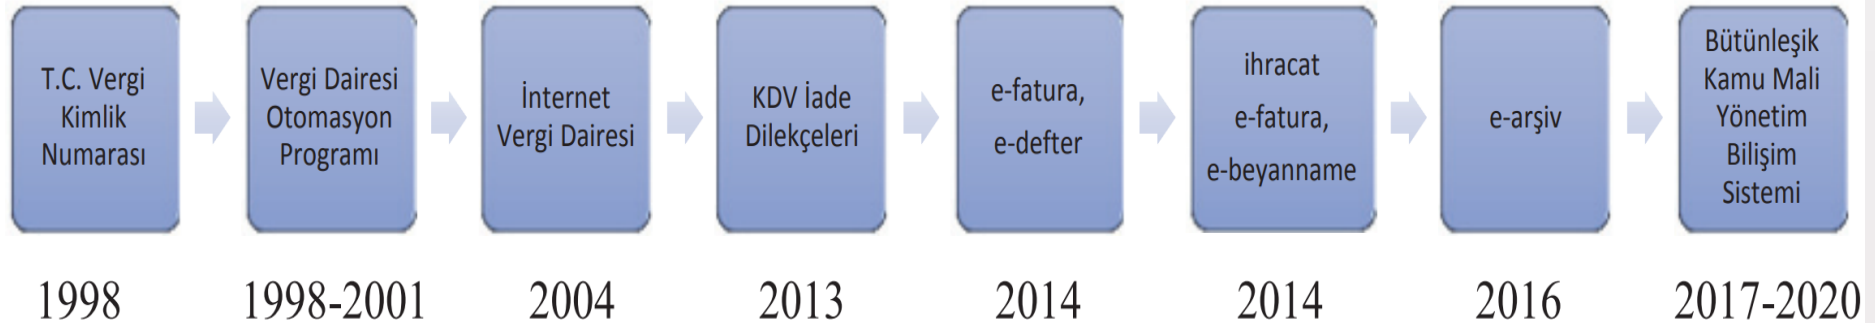 T.C. Vergi
Kimlik
Numarası
Vergi Dairesi
Otomasyon
Programı
İnternet
Vergi Dairesi
KDV İade
Dilekçeleri
e-fatura,
e-defter
ihracat
e-fatura,
e-beyanname
e-arşiv
Bütünleşik
Kamu Mali
Yönetim
Bilişim
Sistemi
1998
1998-2001
2004
2013
2014
2014
2016
2017-2020